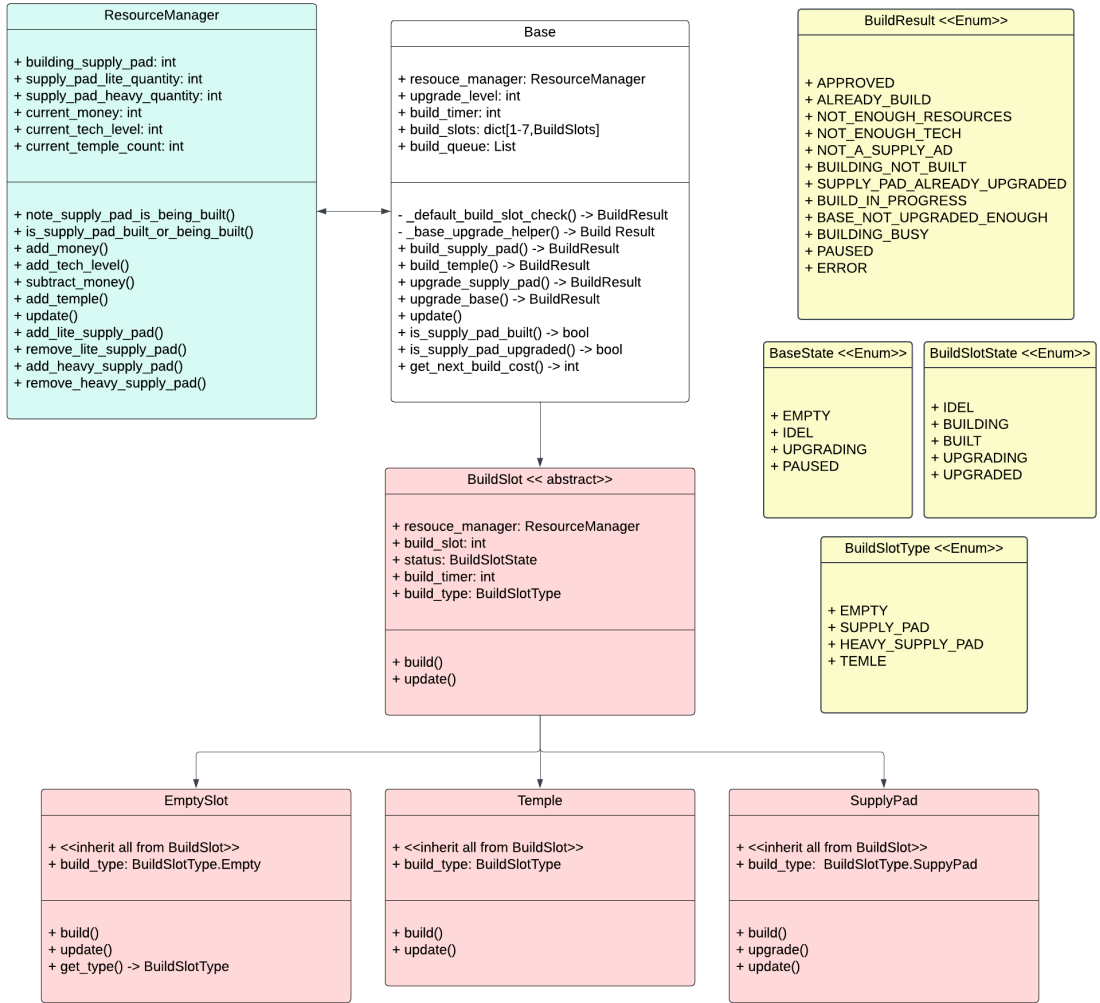 ResourceManager
+ building_supply_pad: int
+ supply_pad_lite_quantity: int
+ supply_pad_heavy_quantity: int
+ current_money: int
+ current_tech_level: int
+ current_temple_count: int
+ note_supply_pad_is_being_built()
+ is_supply_pad_built_or_being_built()
+ add_money()
+ add_tech_level()
+ subtract_money()
+ add_temple()
+ update()
+ add_lite_supply_pad()
+ remove_lite_supply_pad()
+ add_heavy_supply_pad()
+ remove_heavy_supply_pad()
Base
+ resouce_manager: ResourceManager
+ upgrade_level: int
+ build_timer: int
+ build_slots: dict[1-7,BuildSlots]
+ build_queue: List
- _default_build_slot_check() -> BuildResult
- _base_upgrade_helper() -> Build Result
+ build_supply_pad() -> BuildResult
+ build_temple() -> BuildResult
+ upgrade_supply_pad() -> BuildResult
+ upgrade_base() -> BuildResult
+ update()
+ is_supply_pad_built() -> bool
+ is_supply_pad_upgraded() -> bool
+ get_next_build_cost() -> int
BuildResult <<Enum>>
+ APPROVED
+ ALREADY_BUILD
+ NOT_ENOUGH_RESOURCES
+ NOT_ENOUGH_TECH
+ NOT_A_SUPPLY_AD
+ BUILDING_NOT_BUILT
+ SUPPLY_PAD_ALREADY_UPGRADED
+ BUILD_IN_PROGRESS
+ BASE_NOT_UPGRADED_ENOUGH
+ BUILDING_BUSY
+ PAUSED
+ ERROR
BaseState <<Enum>>
+ EMPTY
+ IDEL
+ UPGRADING
+ PAUSED
BuildSlotState <<Enum>>
+ IDEL
+ BUILDING
+ BUILT
+ UPGRADING
+ UPGRADED
BuildSlotType <<Enum>>
+ EMPTY
+ SUPPLY_PAD
+ HEAVY_SUPPLY_PAD
+ TEMLE
BuildSlot << abstract>>
+ resouce_manager: ResourceManager
+ build_slot: int
+ status: BuildSlotState
+ build_timer: int
+ build_type: BuildSlotType
+ build()
+ update()
EmptySlot
+ <<inherit all from BuildSlot>>
+ build_type: BuildSlotType.Empty
+ build()
+ update()
+ get_type() -> BuildSlotType
Temple
+ <<inherit all from BuildSlot>>
+ build_type: BuildSlotType
+ build()
+ update()
SupplyPad
+ <<inherit all from BuildSlot>>
+ build_type:  BuildSlotType.SuppyPad
+ build()
+ upgrade()
+ update()